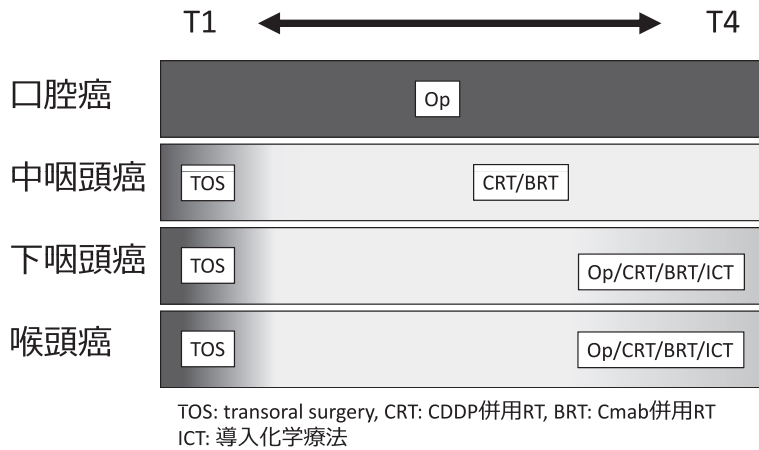 T1 T4
口腔癌 Op
中咽頭癌 TOS CRT/BRT
下咽頭癌 TOS Op/CRT/BRT/ICT
喉頭癌 TOS Op/CRT/BRT/ICT
TOS: transoral surgery, CRT: CDDP併用RT, BRT: Cmab併用RT
ICT: 導入化学療法